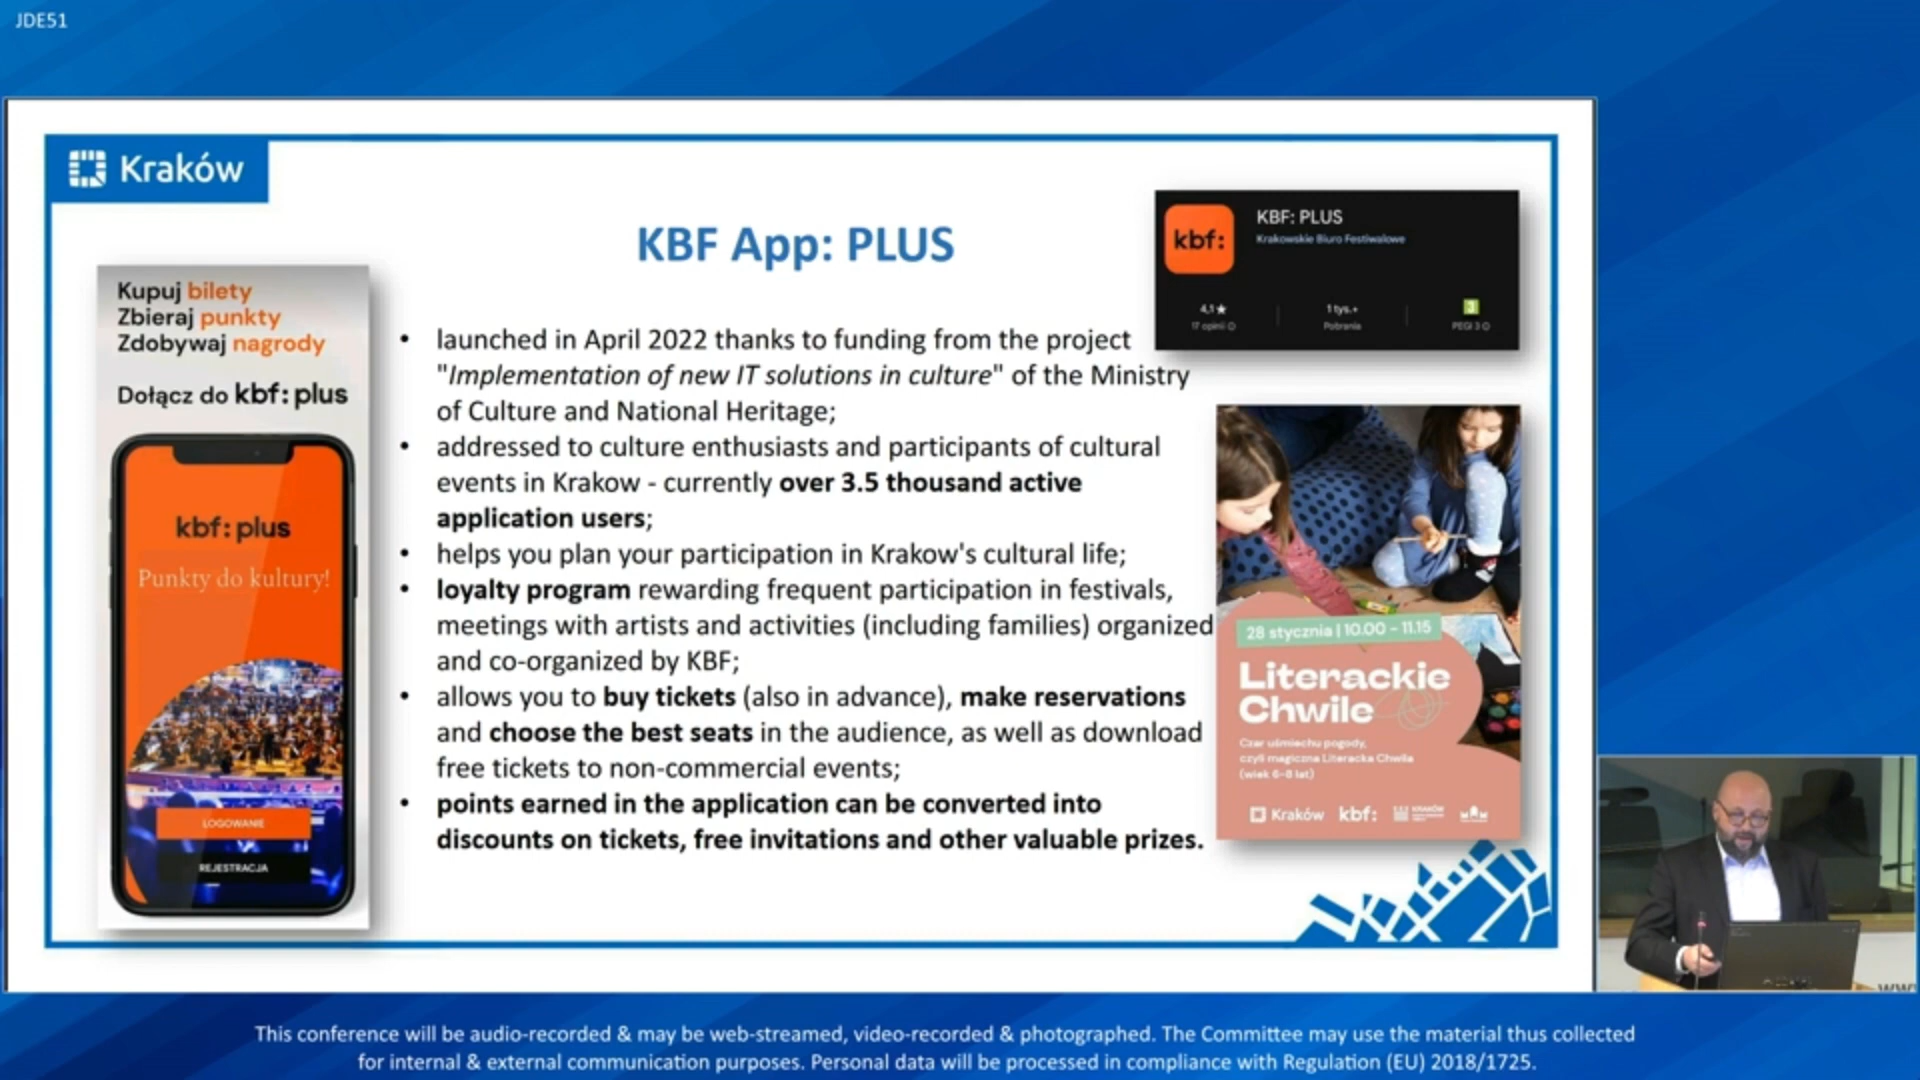 JDE51
Kraków
KBF App: PLUS
Kupuj bilety
Zbieraj punkty
Zdobywaj nagrody
Dołącz do kbf:plus
kbf:plus
Punkty do kultury!
LOGOWANIE
REJESTRACJA
• launched in April 2022 thanks to funding from the project
"Implementation of new IT solutions in culture" of the Ministry
of Culture and National Heritage;
• addressed to culture enthusiasts and participants of cultural
events in Krakow - currently over 3.5 thousand active
application users;
• helps you plan your participation in Krakow's cultural life;
• loyalty program rewarding frequent participation in festivals,
meetings with artists and activities (including families) organized
and co-organized by KBF;
• allows you to buy tickets (also in advance), make reservations
and choose the best seats in the audience, as well as download
free tickets to non-commercial events;
• points earned in the application can be converted into
discounts on tickets, free invitations and other valuable prizes.
kbf:
KBF: PLUS
Krakowskie Biuro Festiwalowe
4,1★ 1 tys.+ 3
17 opinii Pobrania PEGI 3
28 stycznia | 10.00 – 11.15
Literackie
Chwile
Czar uśmiechu pogody,
czyli magiczna Literacka Chwila
(wiek 6-8 lat)
Kraków kbf:
This conference will be audio-recorded & may be web-streamed, video-recorded & photographed. The Committee may use the material thus collected
for internal & external communication purposes. Personal data will be processed in compliance with Regulation (EU) 2018/1725.